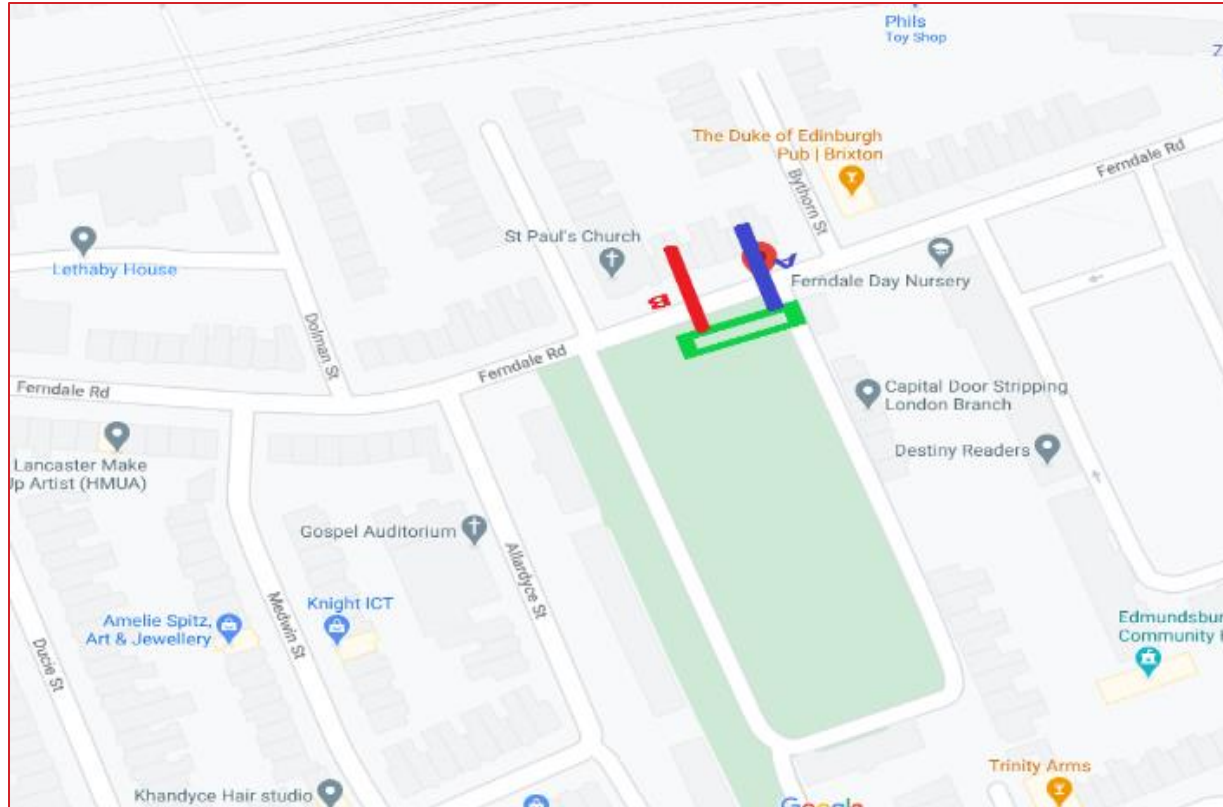 Phils
Toy Shop
Z
The Duke of Edinburgh
Pub | Brixton
Ferndale Rd
Bythorn St
St Paul's Church
Lethaby House
Ferndale Day Nursery
Dolman St
Ferndale Rd
Ferndale Rd
Capital Door Stripping
London Branch
Lancaster Make
Up Artist (HMUA)
Destiny Readers
Gospel Auditorium
Allardyce St
Knight ICT
Medwin St
Amelie Spitz,
Art & Jewellery
Ducie St
Edmundsbur
Community
Trinity Arms
Khandyce Hair studio
Google